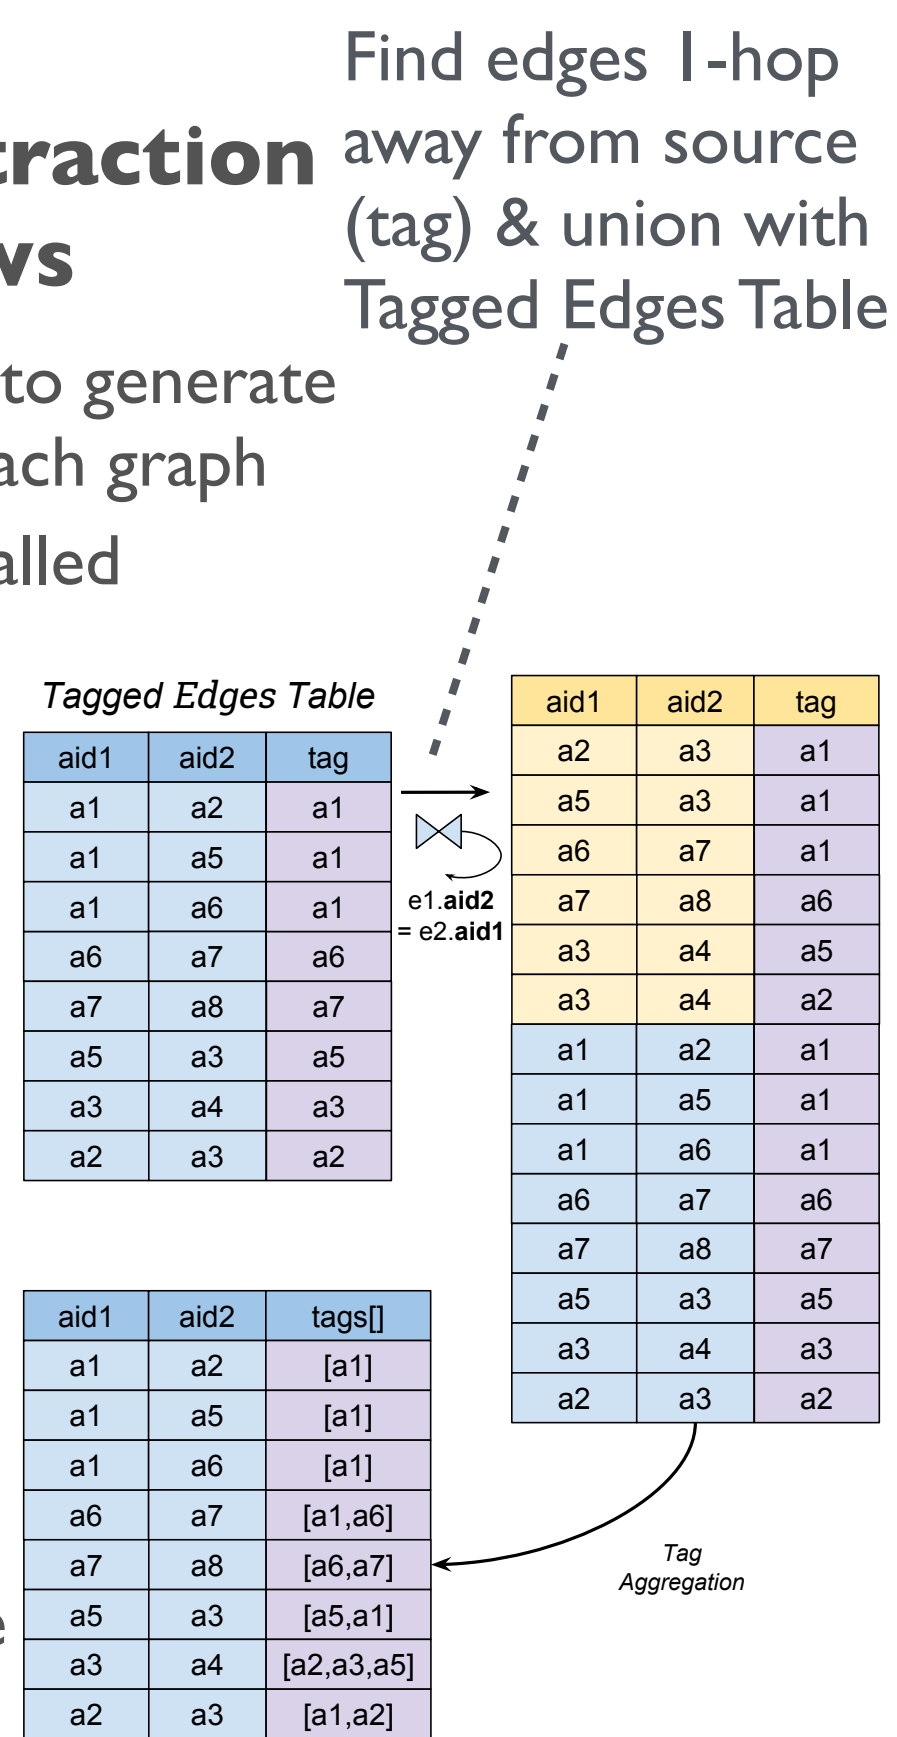 Find edges 1-hop
away from source
(tag) & union with
Tagged Edges Table
traction
ws
to generate
ach graph
alled
Tagged Edges Table
aid1 aid2 tag
a1 a2 a1
a1 a5 a1
a1 a6 a1
a6 a7 a6
a7 a8 a7
a5 a3 a5
a3 a4 a3
a2 a3 a2
e1.aid2
= e2.aid1
aid1 aid2 tag
a2 a3 a1
a5 a3 a1
a6 a7 a1
a7 a8 a6
a3 a4 a5
a3 a4 a2
a1 a2 a1
a1 a5 a1
a1 a6 a1
a6 a7 a6
a7 a8 a7
a5 a3 a5
a3 a4 a3
a2 a3 a2
Tag
Aggregation
aid1 aid2 tags[]
a1 a2 [a1]
a1 a5 [a1]
a1 a6 [a1]
a6 a7 [a1,a6]
a7 a8 [a6,a7]
a5 a3 [a5,a1]
a3 a4 [a2,a3,a5]
a2 a3 [a1,a2]
e